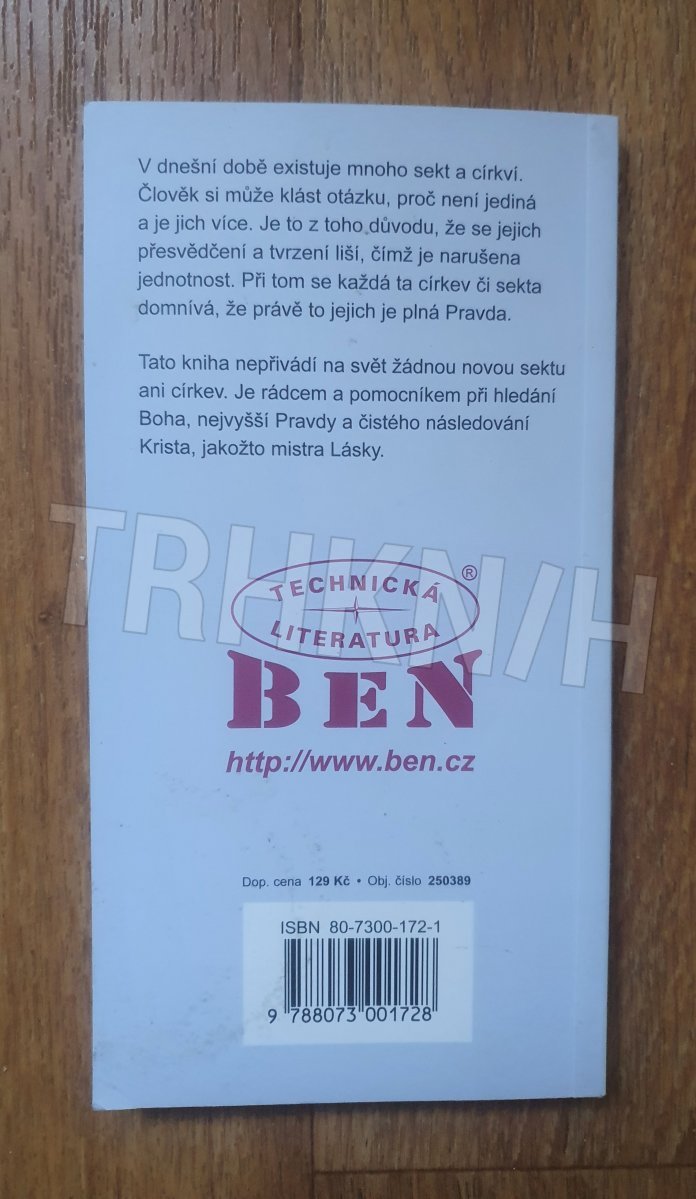 V dnešní době existuje mnoho sekt a církví.
Člověk si může klást otázku, proč není jediná
a je jich více. Je to z toho důvodu, že se jejich
přesvědčení a tvrzení liší, čímž je narušena
jednotnost. Při tom se každá ta církev či sekta
domnívá, že právě to jejich je plná Pravda.
Tato kniha nepřivádí na svět žádnou novou sektu
ani církev. Je rádcem a pomocníkem při hledání
Boha, nejvyšší Pravdy a čistého následování
Krista, jakožto mistra Lásky.
TRHKN/H
®
TECHNICKÁ
LITERATURA
BEN
http://www.ben.cz
Dop. cena 129 Kč • Obj. číslo 250389
ISBN 80-7300-172-1
9 788073 001728